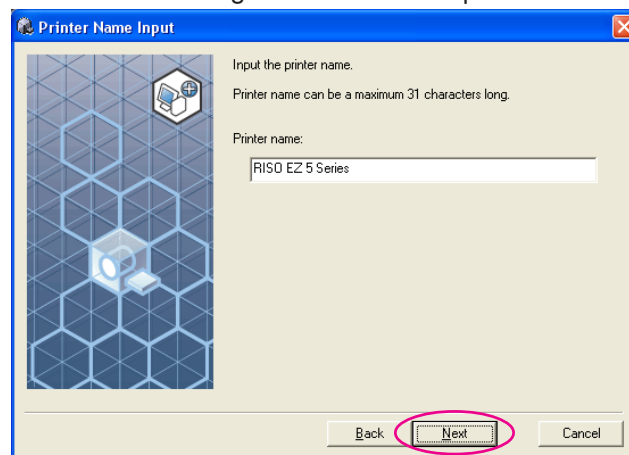 Printer Name Input
Input the printer name.
Printer name can be a maximum 31 characters long.
Printer name:
RISO EZ 5 Series
Back
Next
Cancel